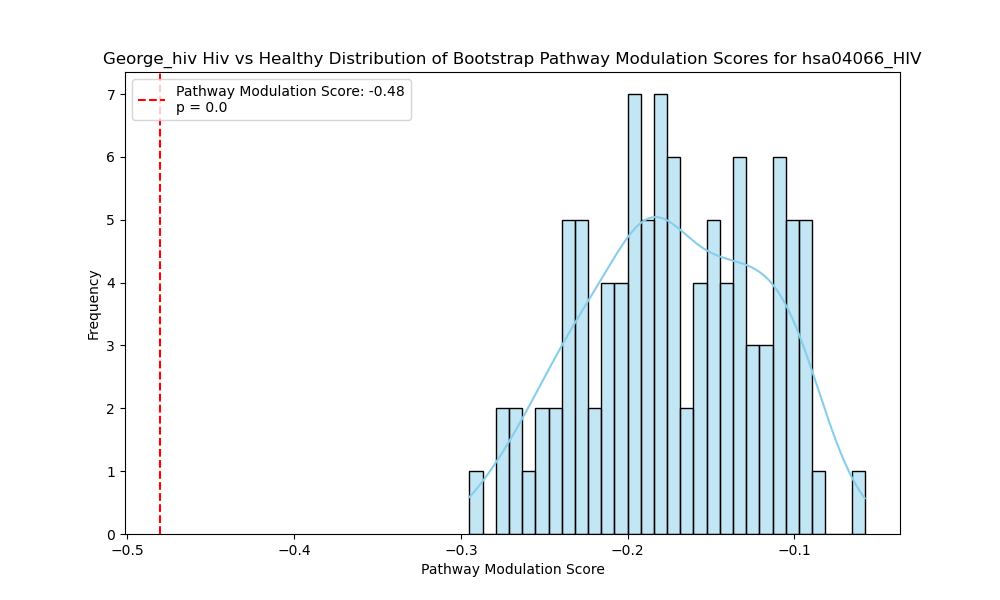 George_hiv Hiv vs Healthy Distribution of Bootstrap Pathway Modulation Scores for hsa04066_HIV
Pathway Modulation Score: -0.48
p = 0.0
7
6
5
4
3
2
1
0
Frequency
−0.5
−0.4
−0.3
−0.2
−0.1
Pathway Modulation Score